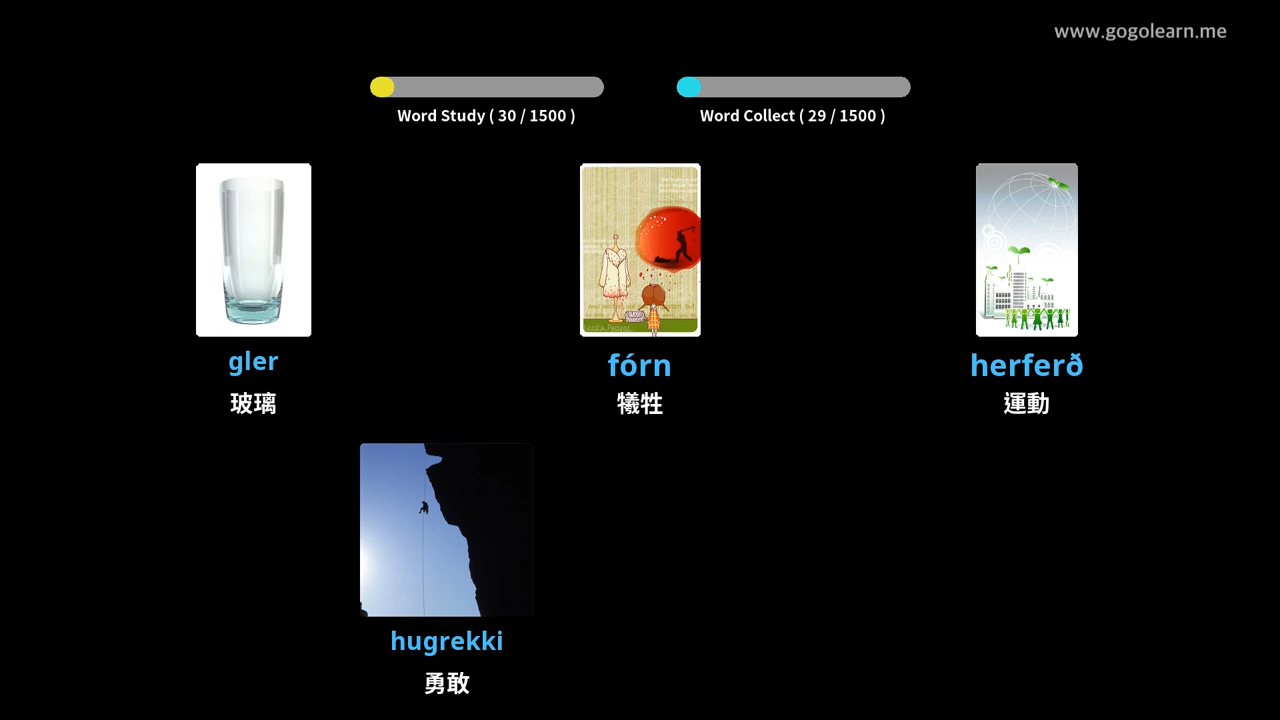 www.gogolearn.me
Word Study ( 30 / 1500 )
Word Collect ( 29 / 1500 )
gler
fórn
herferð
玻璃
犧牲
運動
hugrekki
勇敢